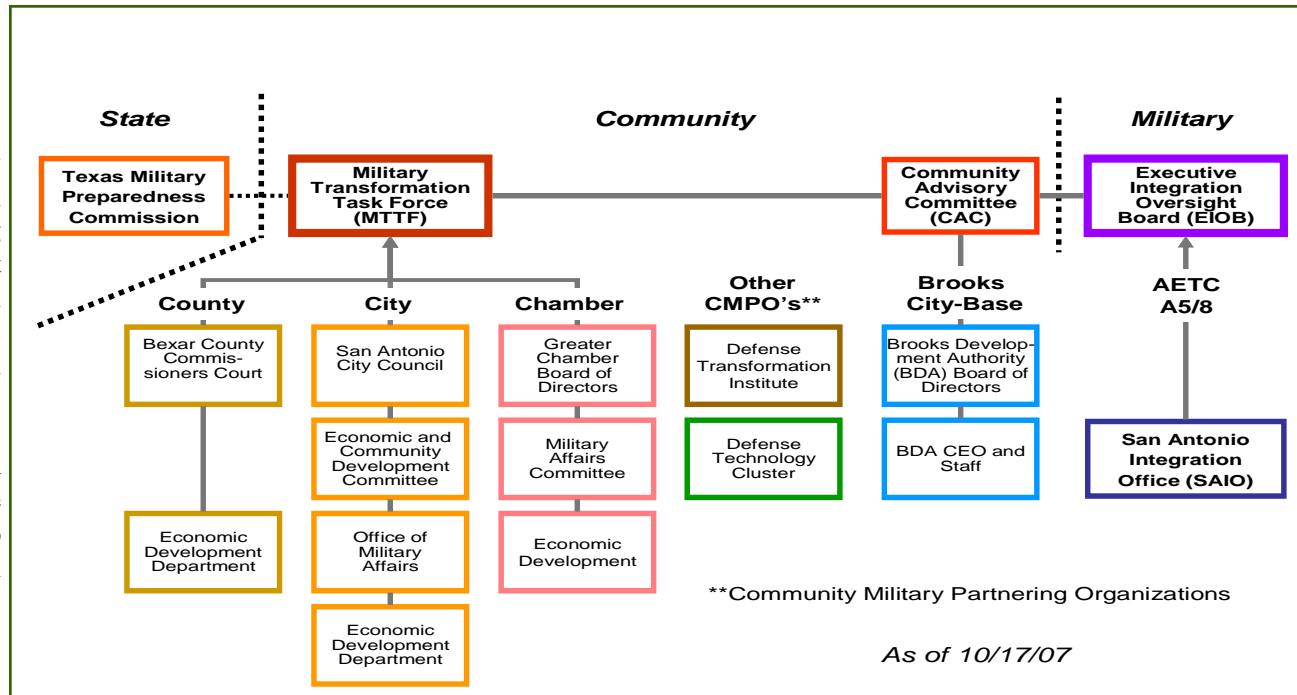 State
Community
Military
Texas Military
Preparedness
Commission
Military
Transformation
Task Force
(MTTF)
Community
Advisory
Committee
(CAC)
Executive
Integration
Oversight
Board (EIOB)
County
City
Chamber
Other
CMPO's**
Brooks
City-Base
AETC
A5/8
Bexar County
Commis-
sioners Court
San Antonio
City Council
Greater
Chamber
Board of
Directors
Defense
Transformation
Institute
Brooks Develop-
ment Authority
(BDA) Board of
Directors
Economic and
Community
Development
Committee
Military
Affairs
Committee
Defense
Technology
Cluster
BDA CEO and
Staff
San Antonio
Integration
Office (SAIO)
Economic
Development
Department
Office of
Military
Affairs
Economic
Development
Economic
Development
Department
**Community Military Partnering Organizations
As of 10/17/07